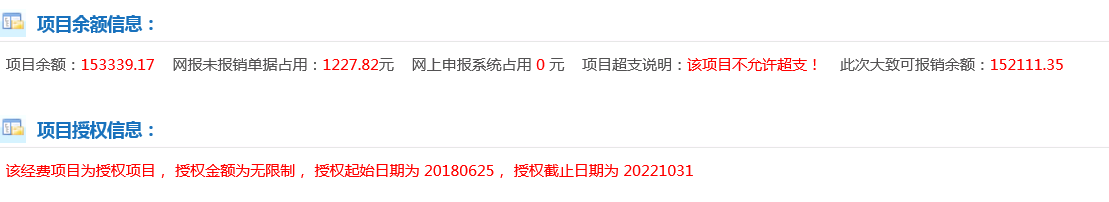 项目余额信息：
项目余额：153339.17 网报未报销单据占用：1227.82元 网上申报系统占用 0 元 项目超支说明：该项目不允许超支！ 此次大致可报销余额：152111.35
项目授权信息：
该经费项目为授权项目， 授权金额为无限制， 授权起始日期为 20180625， 授权截止日期为 20221031